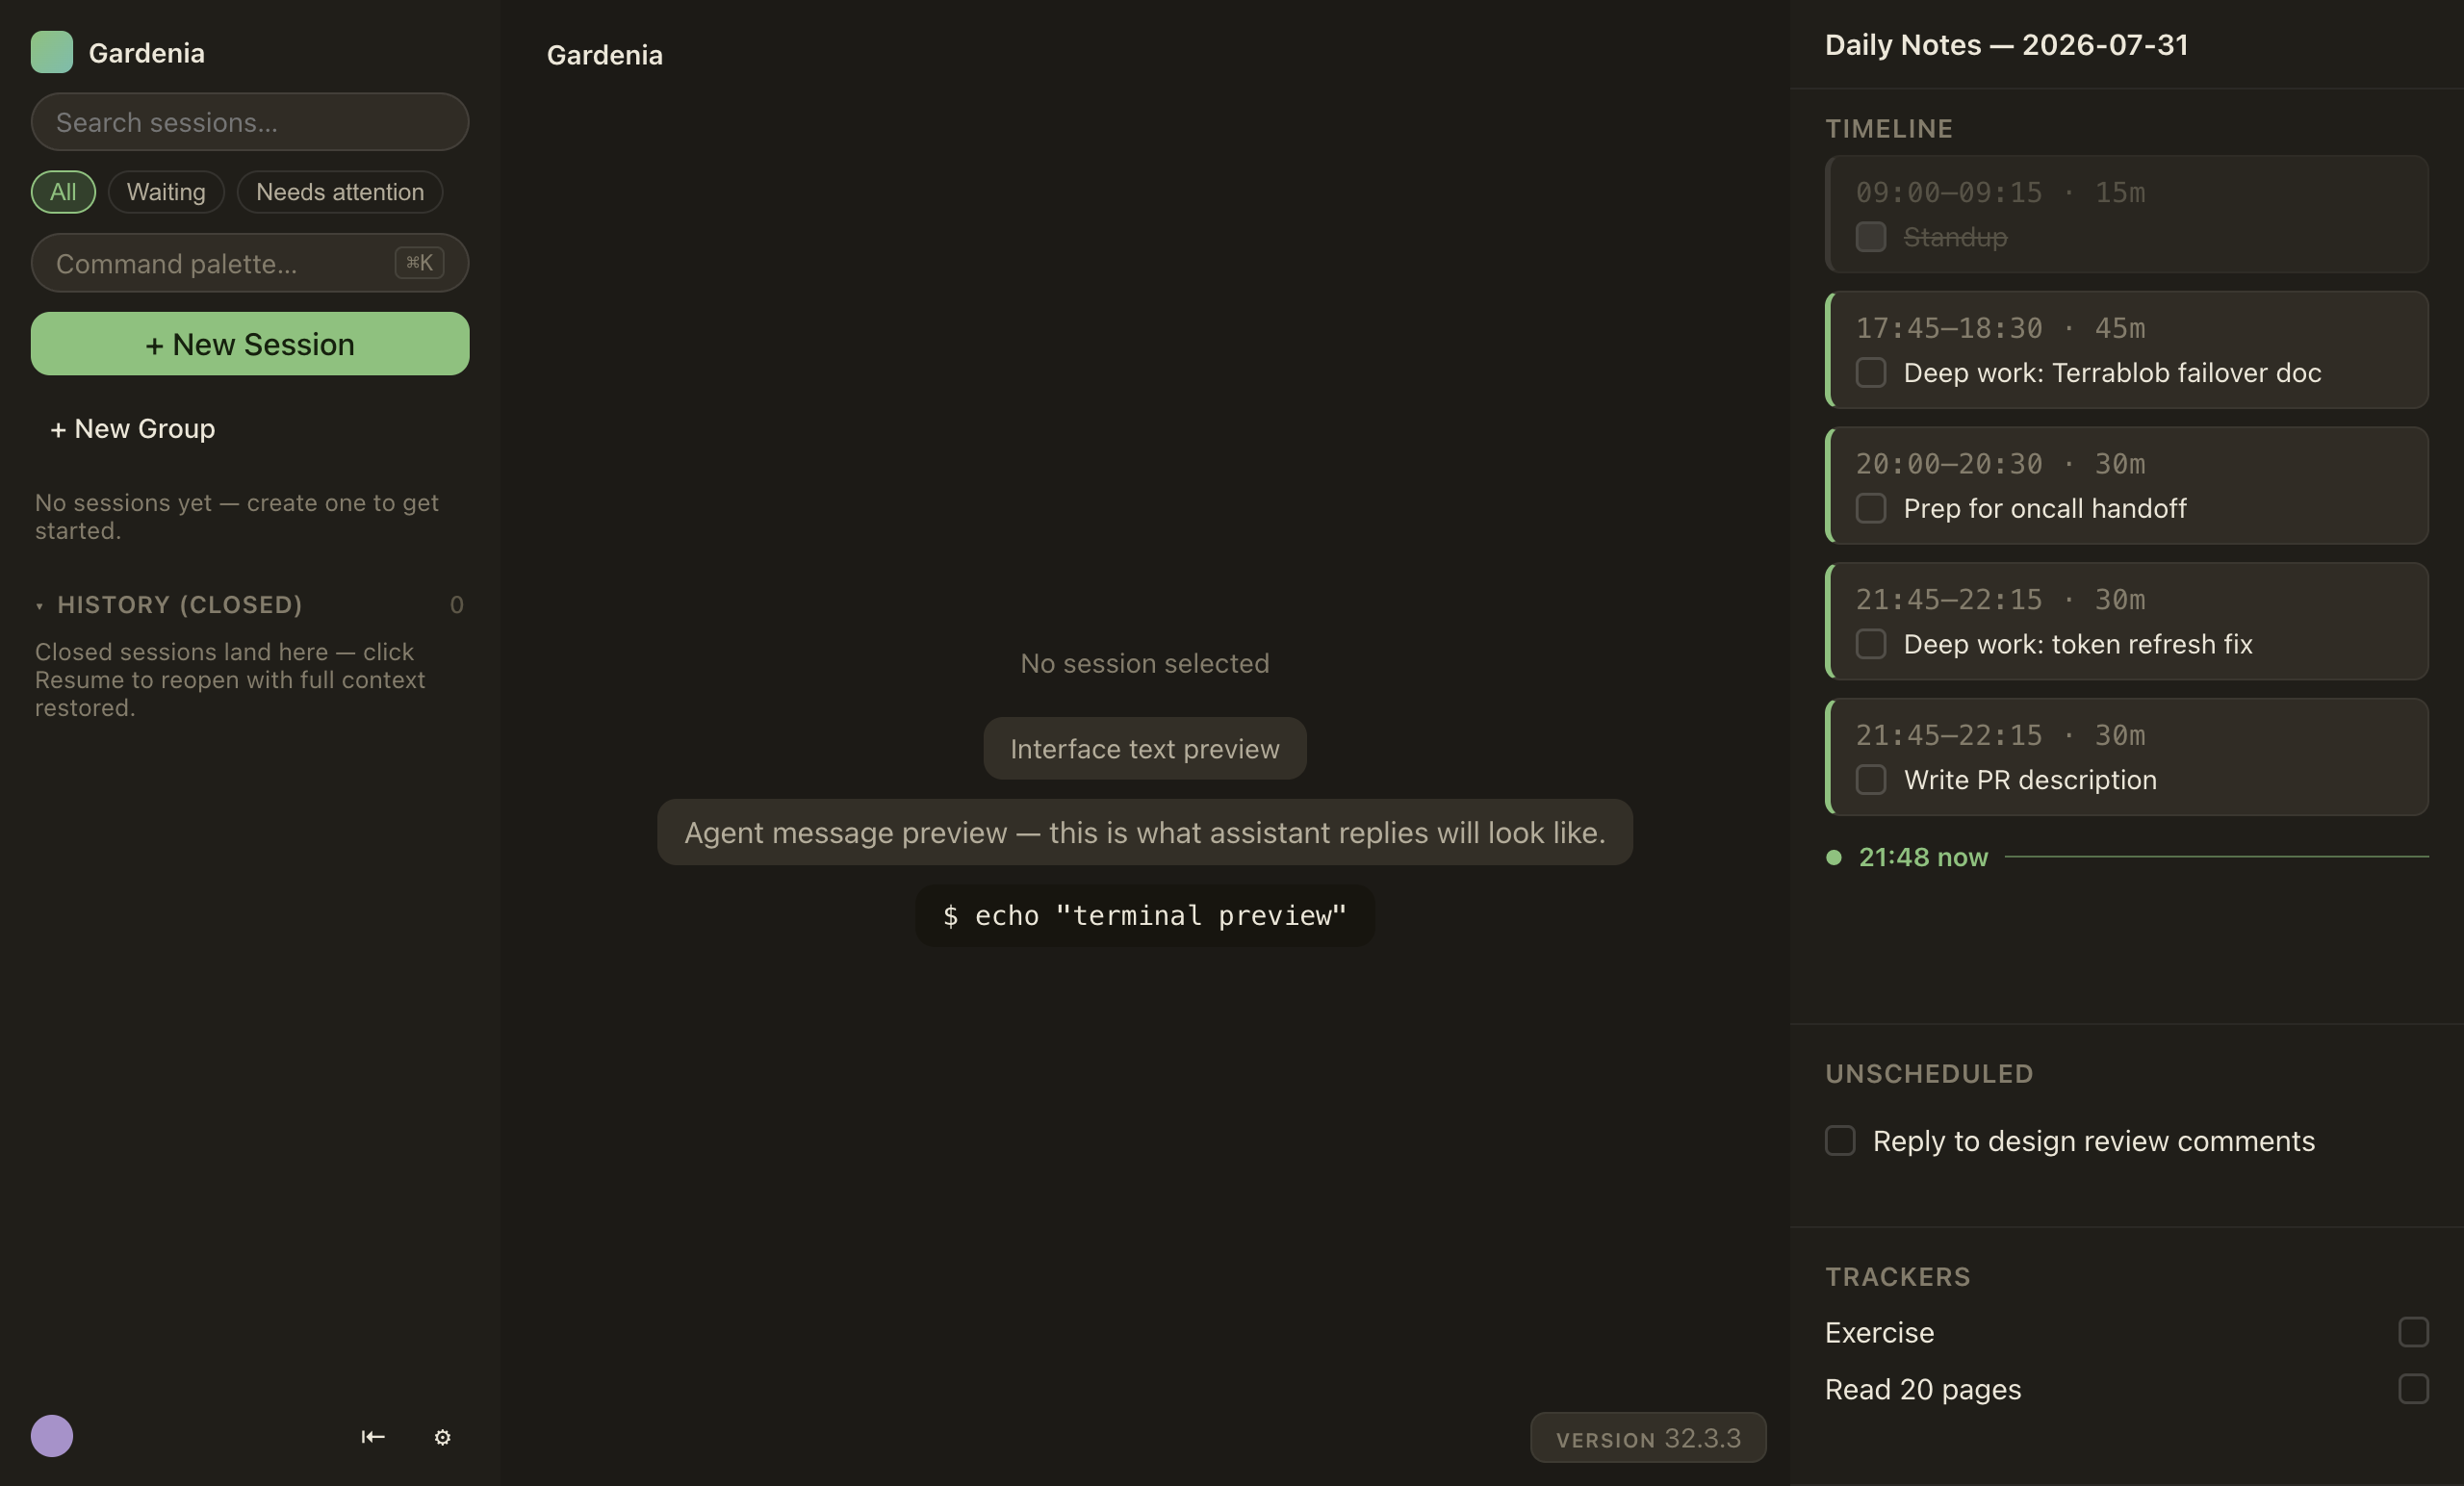 Gardenia
Search sessions…
All
Waiting
Needs attention
Command palette…
⌘K
+ New Session
+ New Group
No sessions yet — create one to get
started.
▾ HISTORY (CLOSED) 0
Closed sessions land here — click
Resume to reopen with full context
restored.
Gardenia
No session selected
Interface text preview
Agent message preview — this is what assistant replies will look like.
$ echo "terminal preview"
VERSION 32.3.3
Daily Notes — 2026-07-31
TIMELINE
09:00–09:15 · 15m
Standup
17:45–18:30 · 45m
Deep work: Terrablob failover doc
20:00–20:30 · 30m
Prep for oncall handoff
21:45–22:15 · 30m
Deep work: token refresh fix
21:45–22:15 · 30m
Write PR description
21:48 now
UNSCHEDULED
Reply to design review comments
TRACKERS
Exercise
Read 20 pages